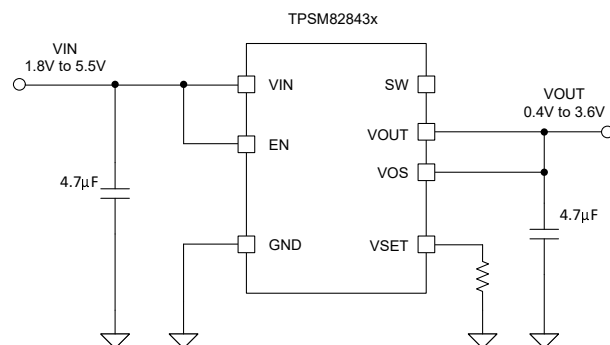 TPSM82843x
VIN
1.8V to 5.5V
VIN
SW
VOUT
0.4V to 3.6V
VOUT
EN
VOS
4.7μF
4.7μF
GND
VSET